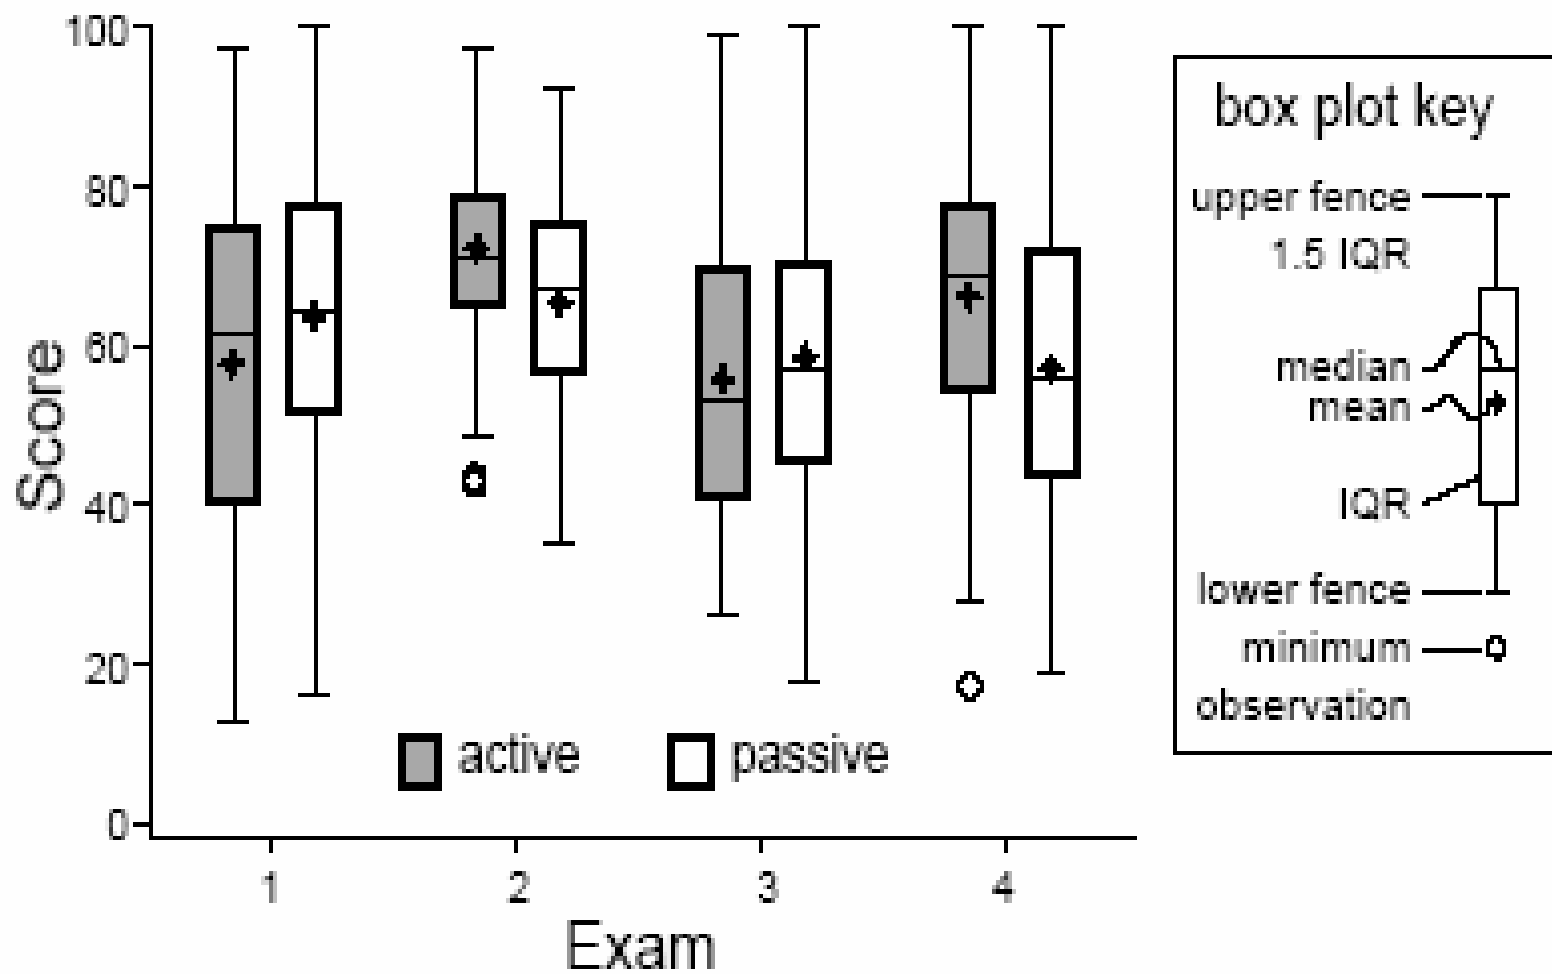 100
80
60
40
20
0
Score
active
passive
1
2
3
4
Exam
box plot key
upper fence
1.5 IQR
median
mean
IQR
lower fence
minimum
observation